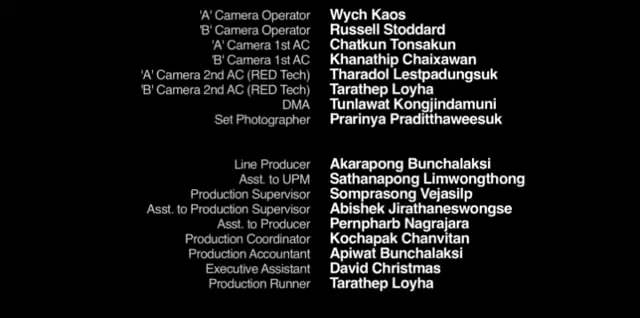 'A' Camera Operator Wych Kaos
'B' Camera Operator Russell Stoddard
'A' Camera 1st AC Chatkun Tonsakun
'B' Camera 1st AC Khanathip Chaixawan
'A' Camera 2nd AC (RED Tech) Tharadol Lestpadungsuk
'B' Camera 2nd AC (RED Tech) Tarathep Loyha
DMA Tunlawat Kongjindamuni
Set Photographer Prarinya Praditthaweesuk
Line Producer Akarapong Bunchalaksi
Asst. to UPM Sathanapong Limwongthong
Production Supervisor Somprasong Vejasilp
Asst. to Production Supervisor Abishek Jirathaneswongse
Asst. to Producer Pernpharb Nagrajara
Production Coordinator Kochapak Chanvitan
Production Accountant Apiwat Bunchalaksi
Executive Assistant David Christmas
Production Runner Tarathep Loyha